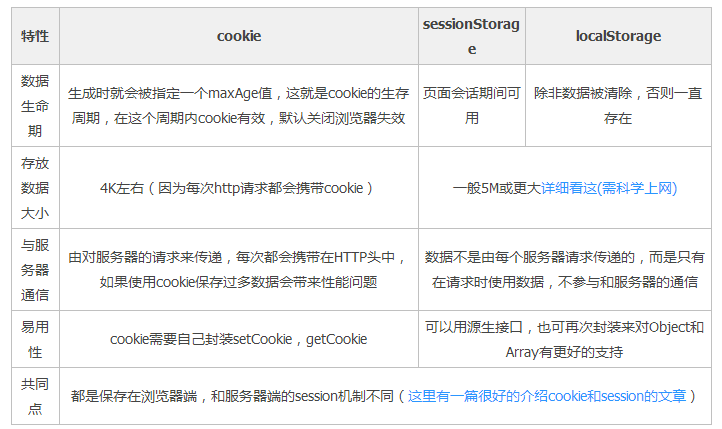 特性
cookie
sessionStorag
e
localStorage
数据
生命
期
生成时就会被指定一个maxAge值，这就是cookie的生存
周期，在这个周期内cookie有效，默认关闭浏览器失效
页面会话期间可
用
除非数据被清除，否则一直
存在
存放
数据
大小
4K左右（因为每次http请求都会携带cookie）
一般5M或更大详细看这(需科学上网)
与服
务器
通信
由对服务器的请求来传递，每次都会携带在HTTP头中，
如果使用cookie保存过多数据会带来性能问题
数据不是由每个服务器请求传递的，而是只有
在请求时使用数据，不参与和服务器的通信
易用
性
cookie需要自己封装setCookie，getCookie
可以用源生接口，也可再次封装来对Object和
Array有更好的支持
共同
点
都是保存在浏览器端，和服务器端的session机制不同（这里有一篇很好的介绍cookie和session的文章）